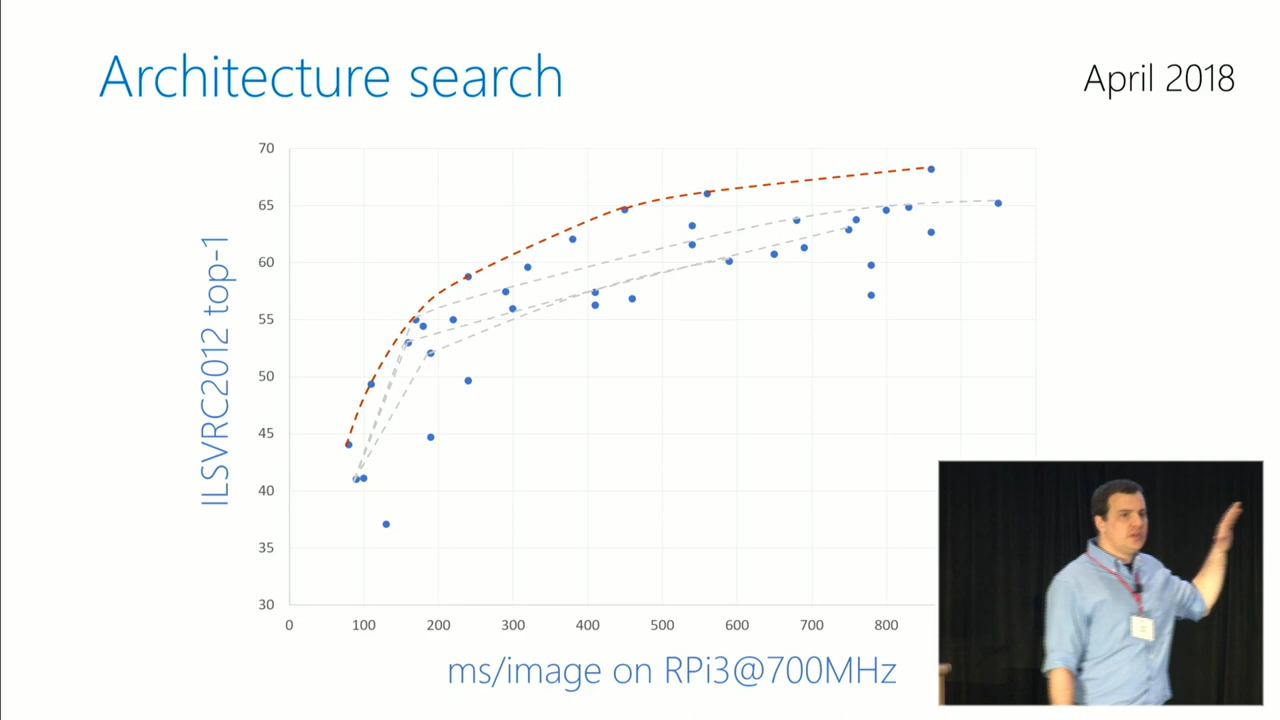 Architecture search
April 2018
70
65
60
55
50
45
40
35
30
0 100 200 300 400 500 600 700 800
ILSVRC2012 top-1
ms/image on RPi3@700MHz